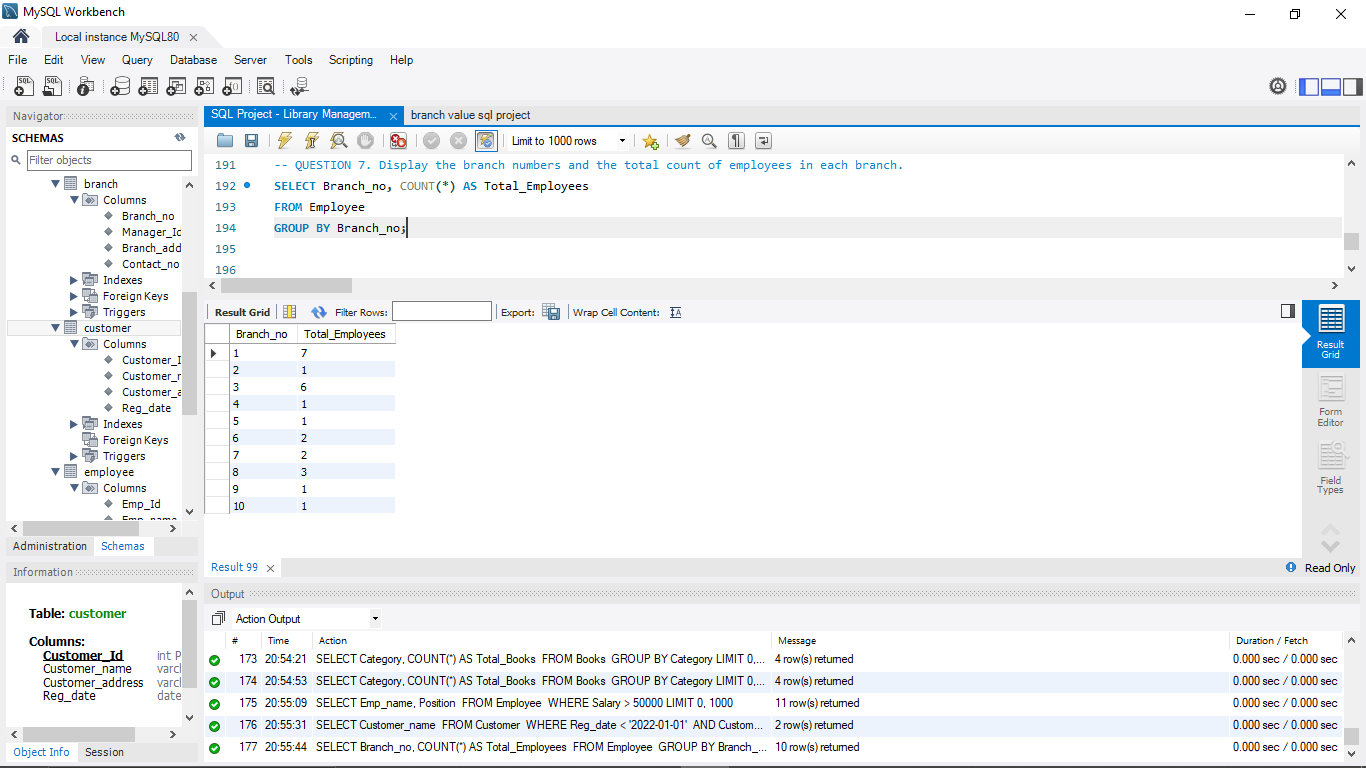 MySQL Workbench
Local instance MySQL80
File Edit View Query Database Server Tools Scripting Help
Navigator
SCHEMAS
Filter objects
branch
Columns
Branch_no
Manager_Id
Branch_add
Contact_no
Indexes
Foreign Keys
Triggers
customer
Columns
Customer_I
Customer_n
Customer_a
Reg_date
Indexes
Foreign Keys
Triggers
employee
Columns
Emp_Id
Emp_name
Administration Schemas
Information
Table: customer
Columns:
Customer_Id int P
Customer_name varch
Customer_address varch
Reg_date date
Object Info Session
SQL Project - Library Managem... branch value sql project
Limit to 1000 rows
191 -- QUESTION 7. Display the branch numbers and the total count of employees in each branch.
192 SELECT Branch_no, COUNT(*) AS Total_Employees
193 FROM Employee
194 GROUP BY Branch_no;
195
196
Result Grid Filter Rows: Export: Wrap Cell Content:
Branch_no Total_Employees
1 7
2 1
3 6
4 1
5 1
6 2
7 2
8 3
9 1
10 1
Result Grid
Form Editor
Field Types
Result 99 Read Only
Output
Action Output
# Time Action Message Duration / Fetch
173 20:54:21 SELECT Category, COUNT(*) AS Total_Books FROM Books GROUP BY Category LIMIT 0,... 4 row(s) returned 0.000 sec / 0.000 sec
174 20:54:53 SELECT Category, COUNT(*) AS Total_Books FROM Books GROUP BY Category LIMIT 0,... 4 row(s) returned 0.000 sec / 0.000 sec
175 20:55:09 SELECT Emp_name, Position FROM Employee WHERE Salary > 50000 LIMIT 0, 1000 11 row(s) returned 0.000 sec / 0.000 sec
176 20:55:31 SELECT Customer_name FROM Customer WHERE Reg_date < '2022-01-01' AND Custom... 2 row(s) returned 0.000 sec / 0.000 sec
177 20:55:44 SELECT Branch_no, COUNT(*) AS Total_Employees FROM Employee GROUP BY Branch_... 10 row(s) returned 0.000 sec / 0.000 sec